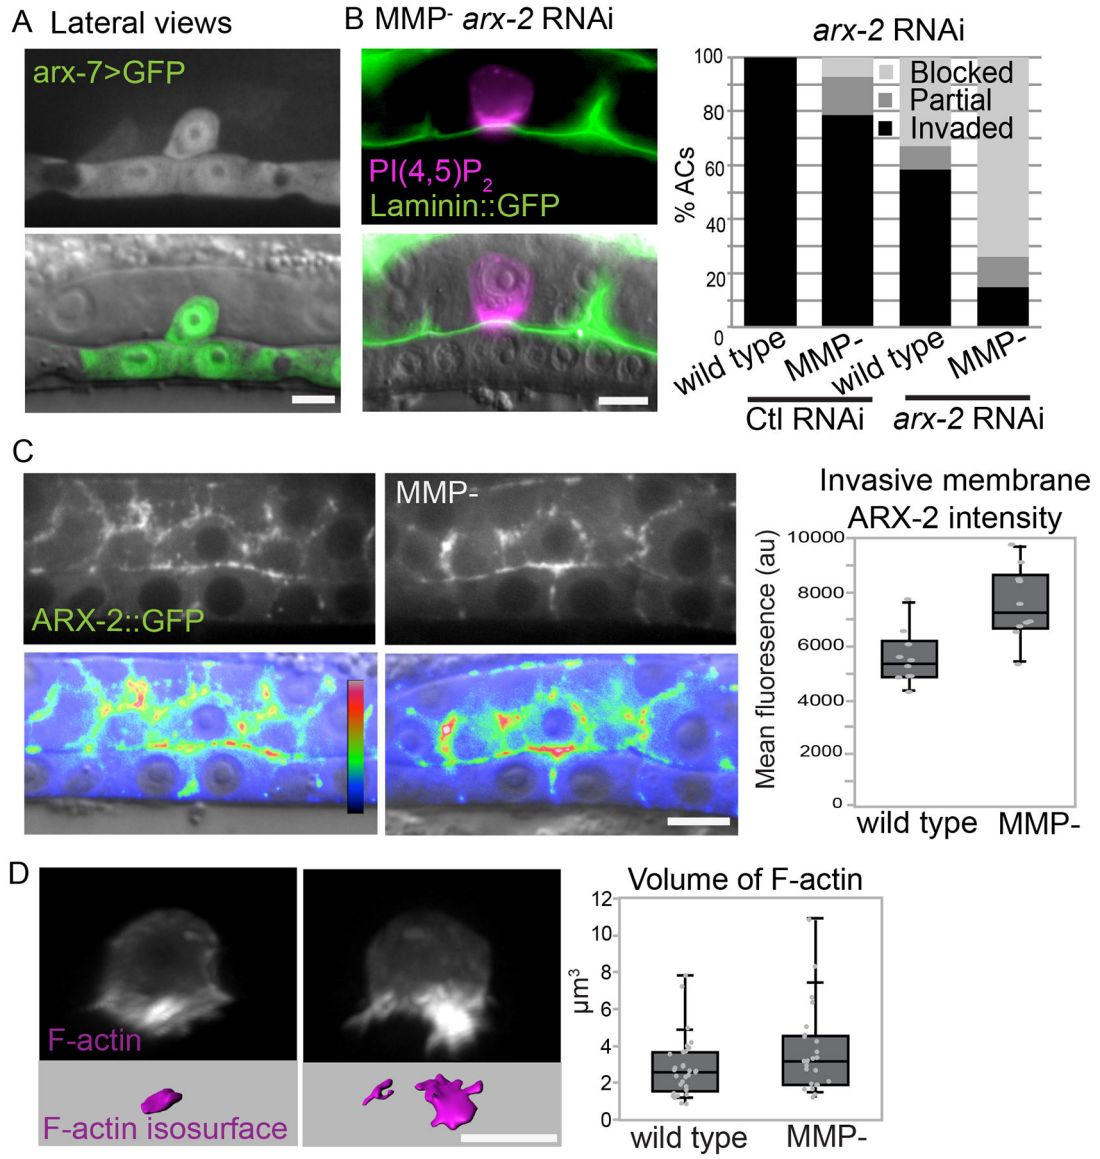 A Lateral views
arx-7>GFP
B MMP- arx-2 RNAi
PI(4,5)P2
Laminin::GFP
arx-2 RNAi
% ACs
100
80
60
40
20
0
Blocked
Partial
Invaded
wild type
MMP-
wild type
MMP-
Ctl RNAi
arx-2 RNAi
C
ARX-2::GFP
MMP-
Invasive membrane
ARX-2 intensity
Mean fluoresence (au)
10000
8000
6000
4000
2000
0
wild type
MMP-
D
F-actin
F-actin isosurface
Volume of F-actin
µm³
12
10
8
6
4
2
0
wild type
MMP-